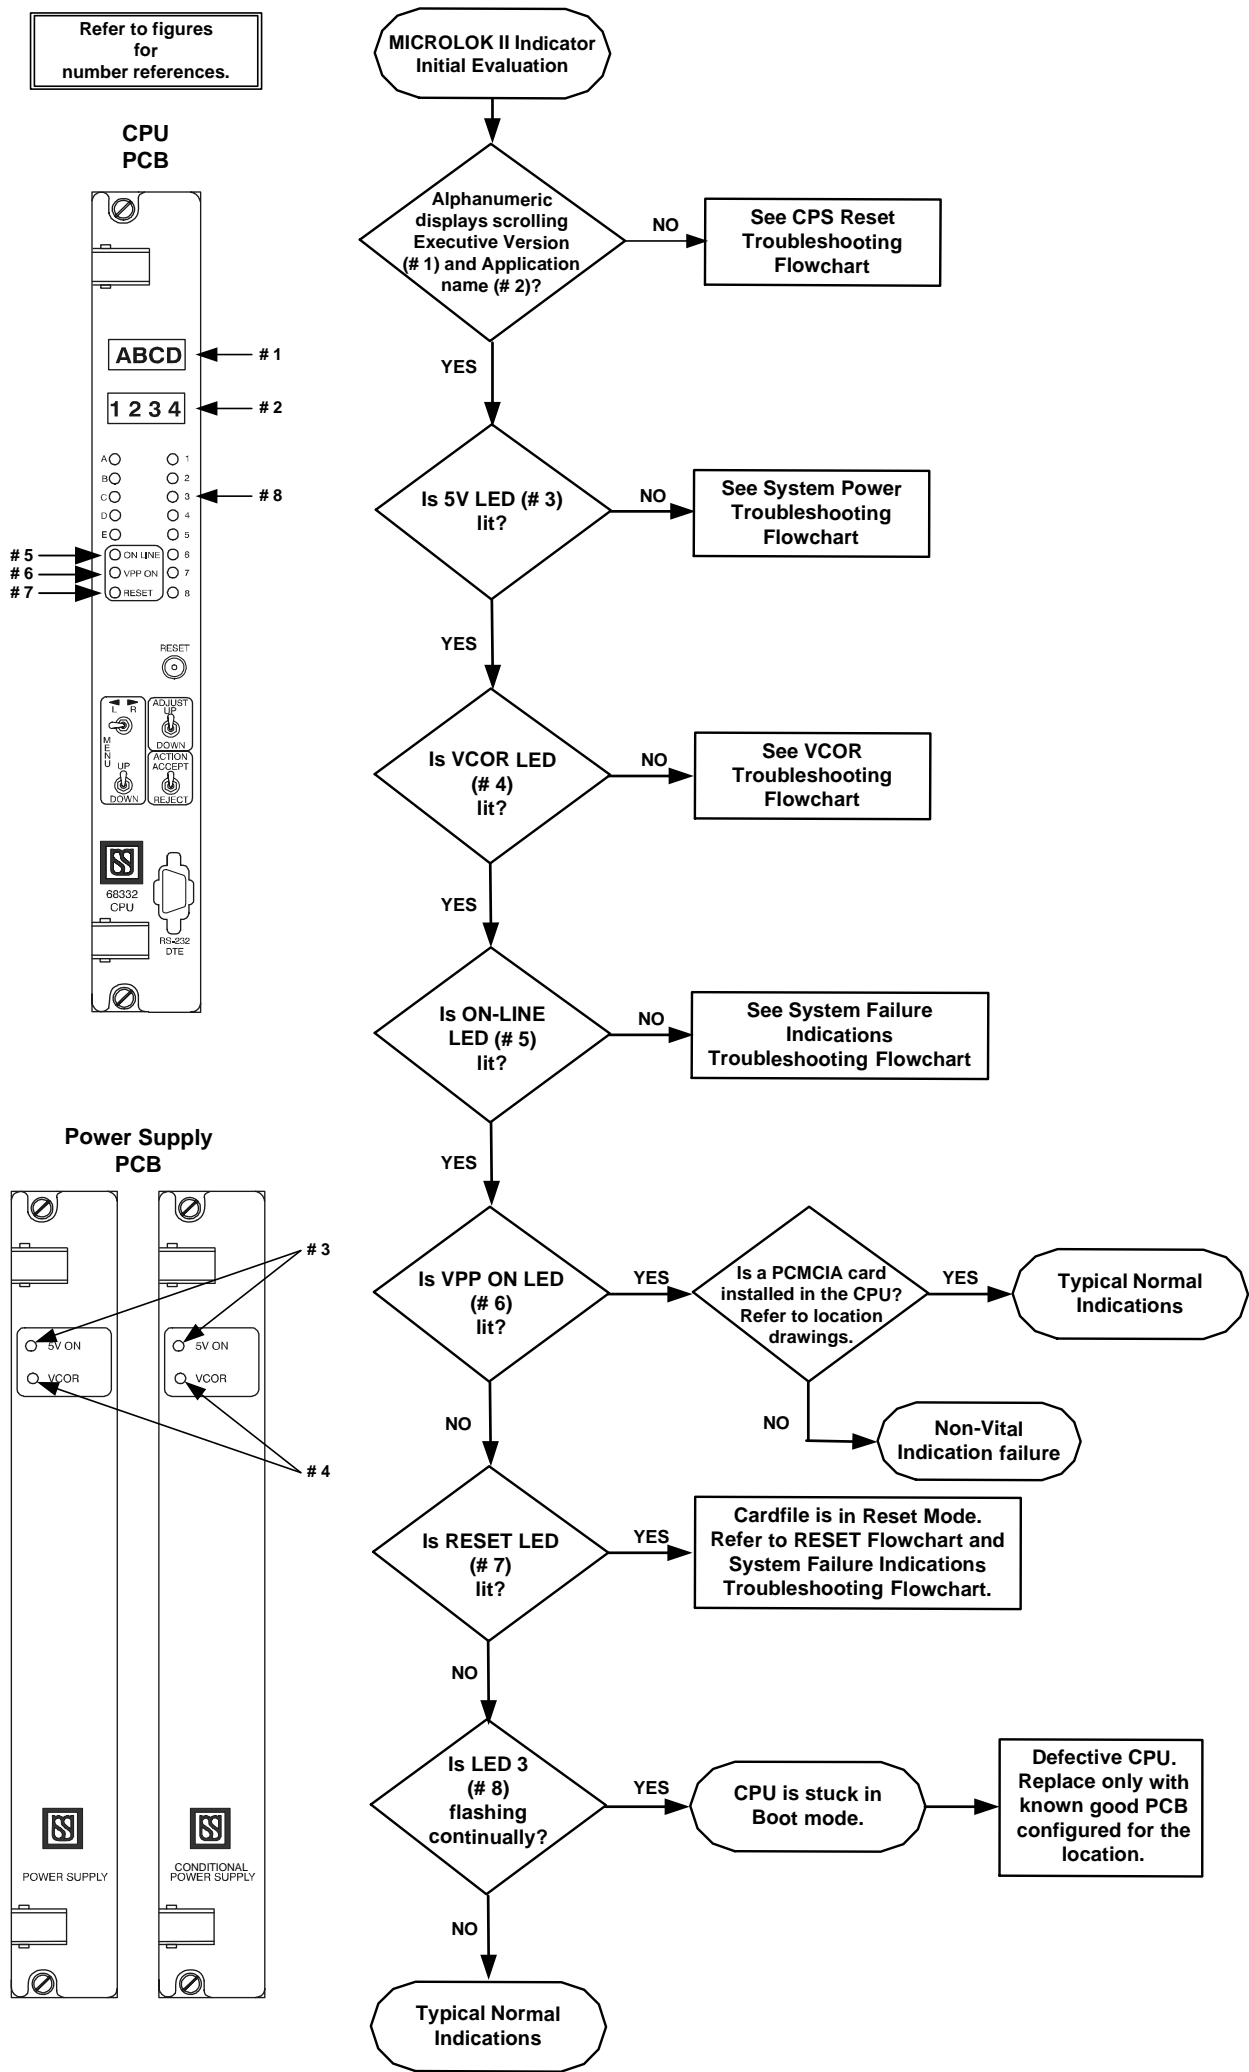 Refer to figures
for
number references.
CPU
PCB
ABCD
# 1
1 2 3 4
# 2
A
1
B
2
C
3
# 8
D
4
E
5
# 5
ON LINE
6
# 6
VPP ON
7
# 7
RESET
8
RESET
L R
ADJUST
UP
DOWN
MENU
UP
DOWN
ACTION
ACCEPT
REJECT
68332
CPU
RS-232
DTE
Power Supply
PCB
# 3
5V ON
VCOR
5V ON
VCOR
# 4
POWER SUPPLY
CONDITIONAL
POWER SUPPLY
MICROLOK II Indicator
Initial Evaluation
Alphanumeric
displays scrolling
Executive Version
(# 1) and Application
name (# 2)?
NO
See CPS Reset
Troubleshooting
Flowchart
YES
Is 5V LED (# 3)
lit?
NO
See System Power
Troubleshooting
Flowchart
YES
Is VCOR LED
(# 4)
lit?
NO
See VCOR
Troubleshooting
Flowchart
YES
Is ON-LINE
LED (# 5)
lit?
NO
See System Failure
Indications
Troubleshooting Flowchart
YES
Is VPP ON LED
(# 6)
lit?
YES
Is a PCMCIA card
installed in the CPU?
Refer to location
drawings.
YES
Typical Normal
Indications
NO
Non-Vital
Indication failure
NO
Is RESET LED
(# 7)
lit?
YES
Cardfile is in Reset Mode.
Refer to RESET Flowchart and
System Failure Indications
Troubleshooting Flowchart.
NO
Is LED 3
(# 8)
flashing
continually?
YES
CPU is stuck in
Boot mode.
Defective CPU.
Replace only with
known good PCB
configured for the
location.
NO
Typical Normal
Indications